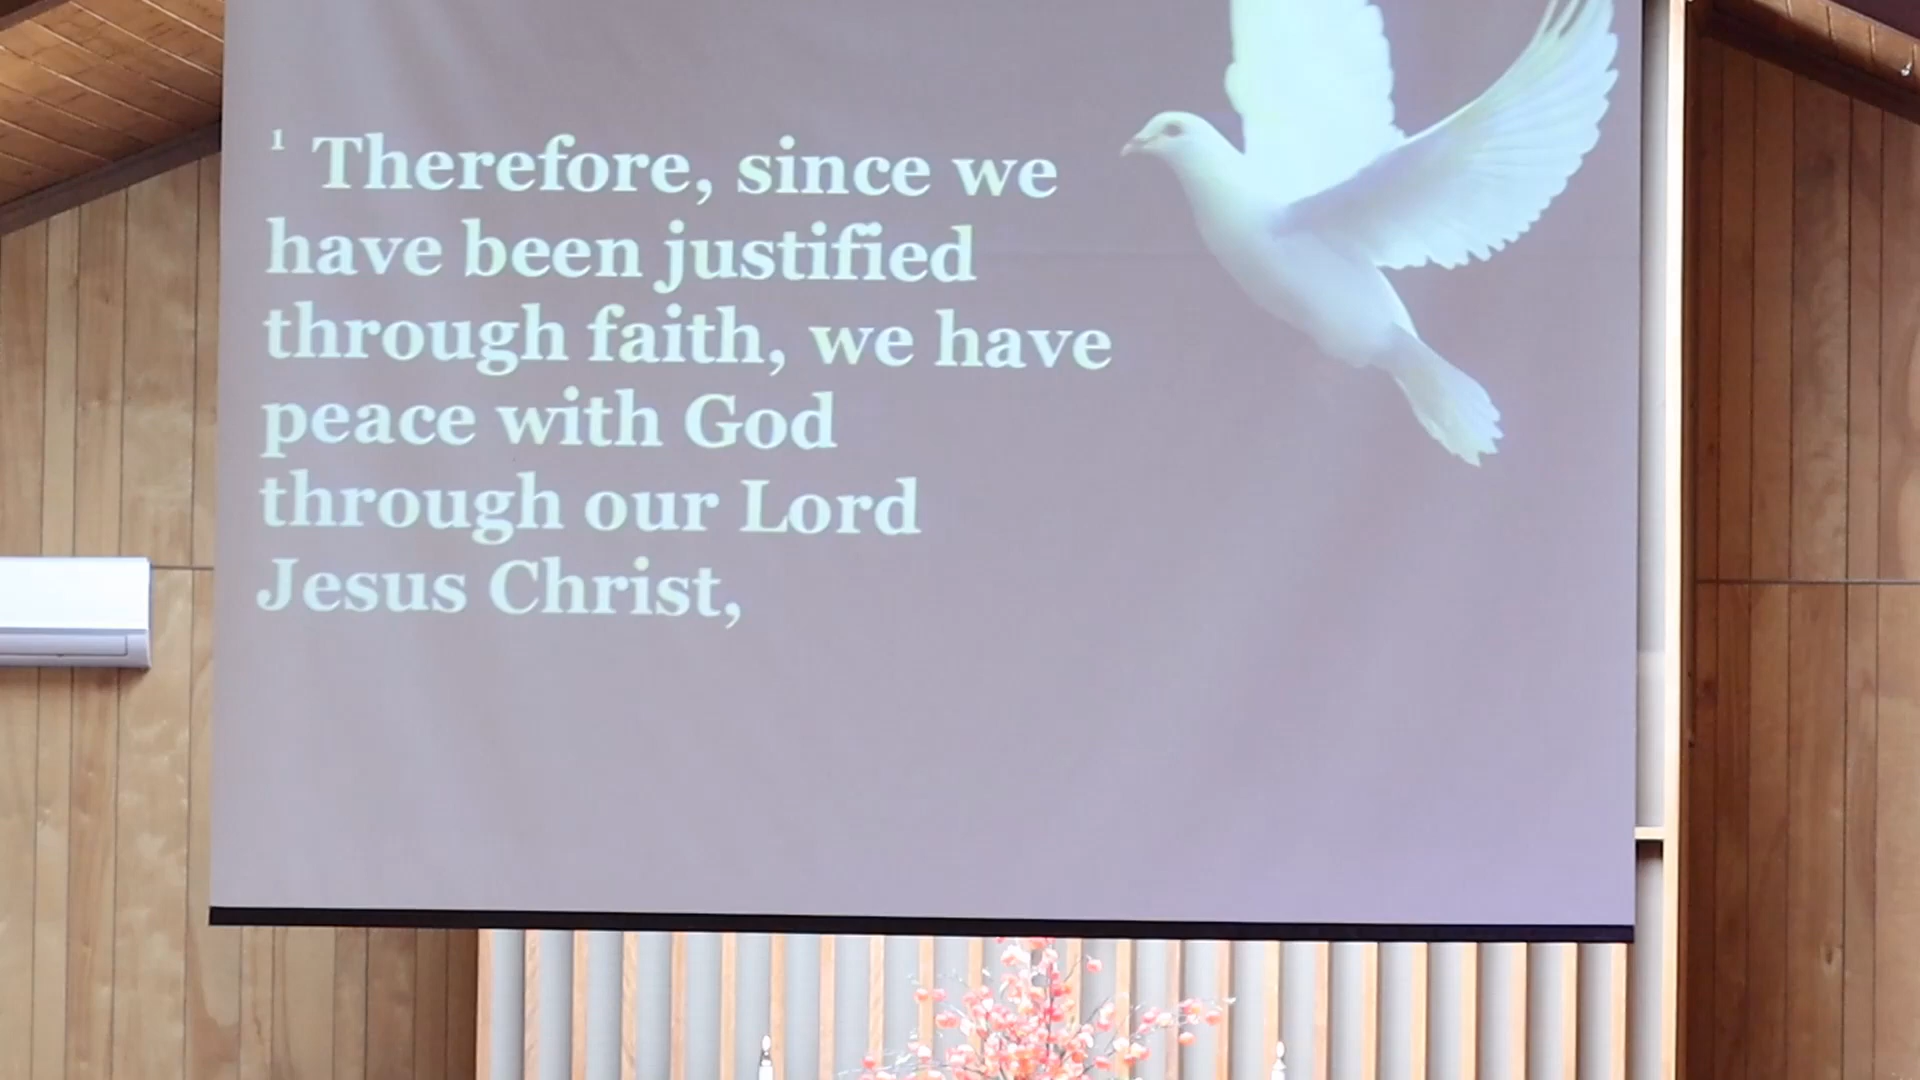 1 Therefore, since we
have been justified
through faith, we have
peace with God
through our Lord
Jesus Christ,